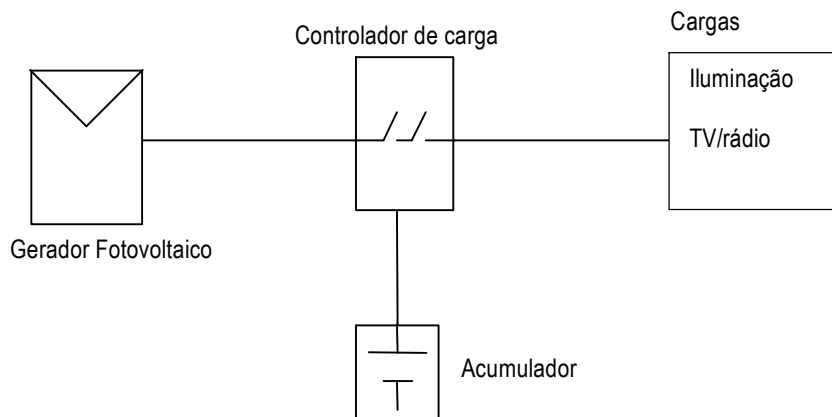 Controlador de carga
Cargas
Iluminação
TV/rádio
Gerador Fotovoltaico
Acumulador